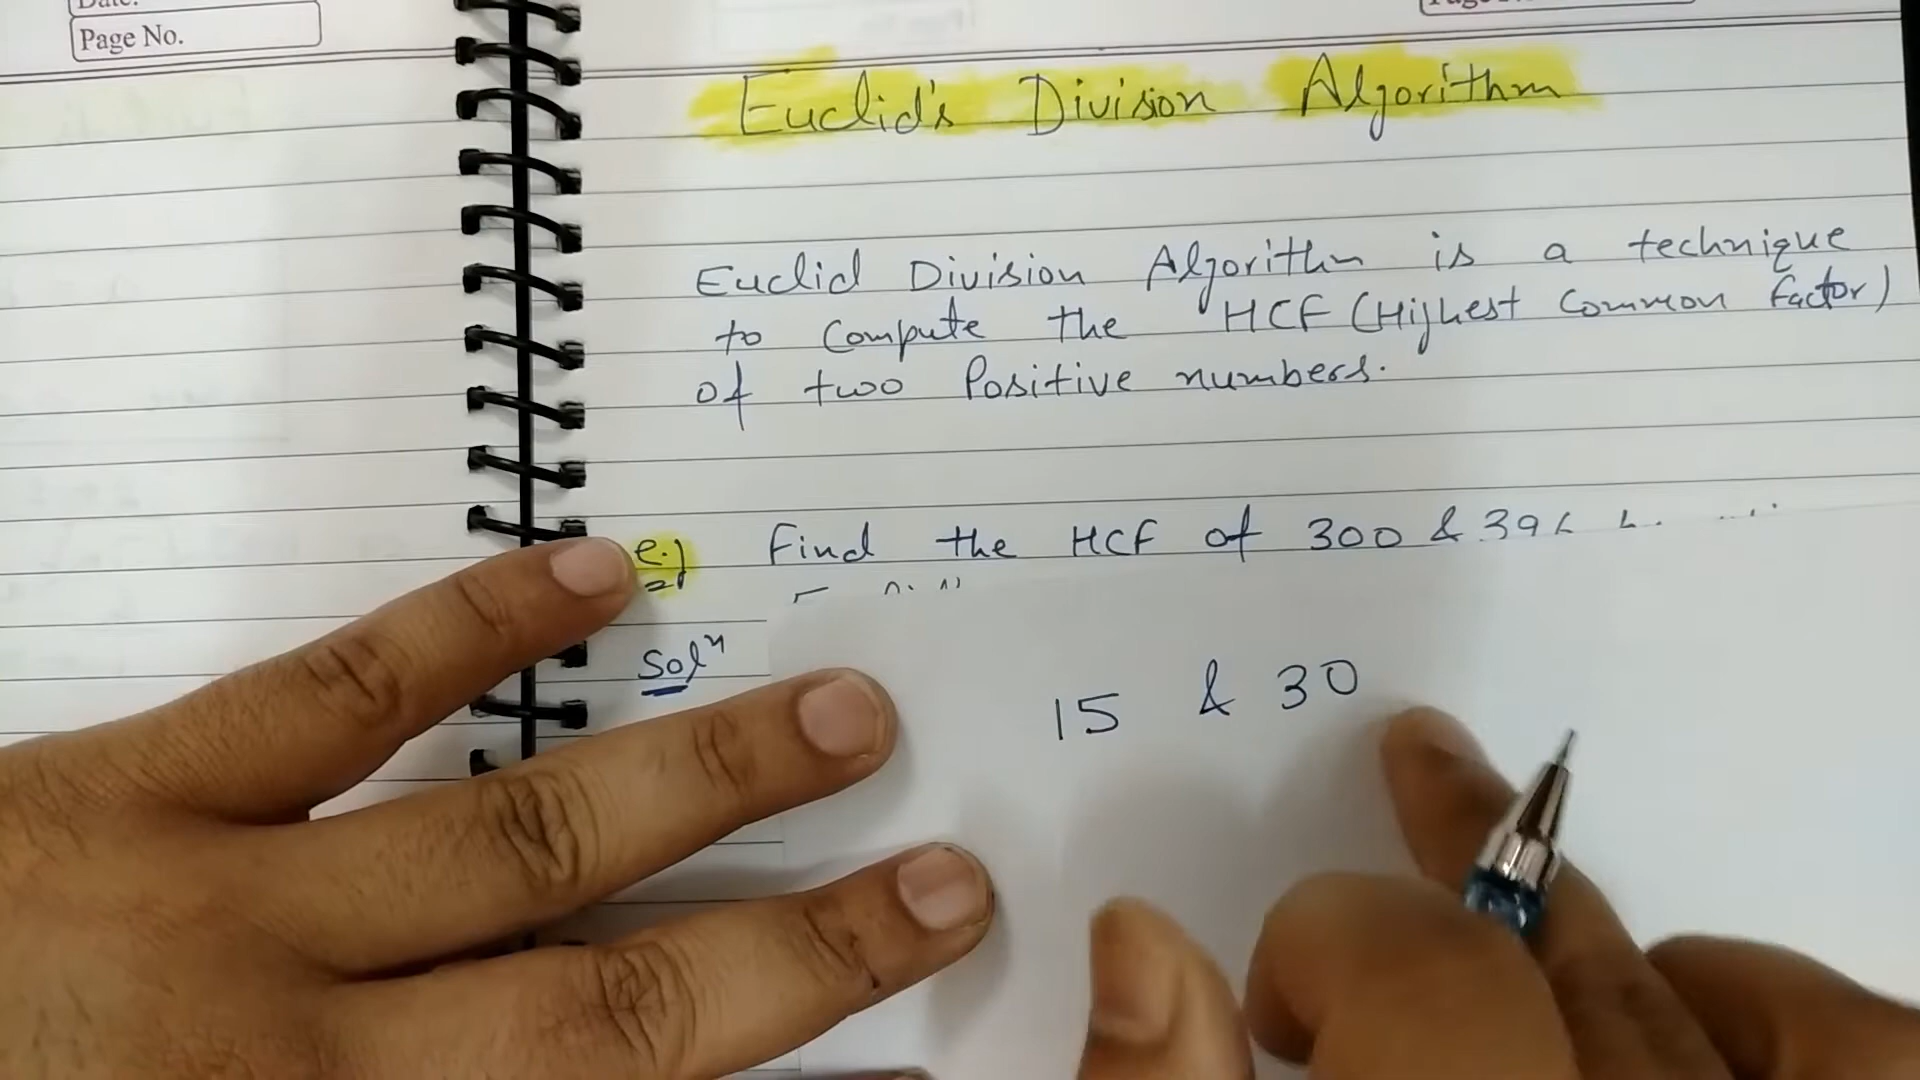 Page No.
Euclid's Division Algorithm
Euclid Division Algorithm is a technique
to Compute the HCF (Highest Common Factor)
of two Positive numbers.
e.g Find the HCF of 300 & 396
Solⁿ
15 & 30